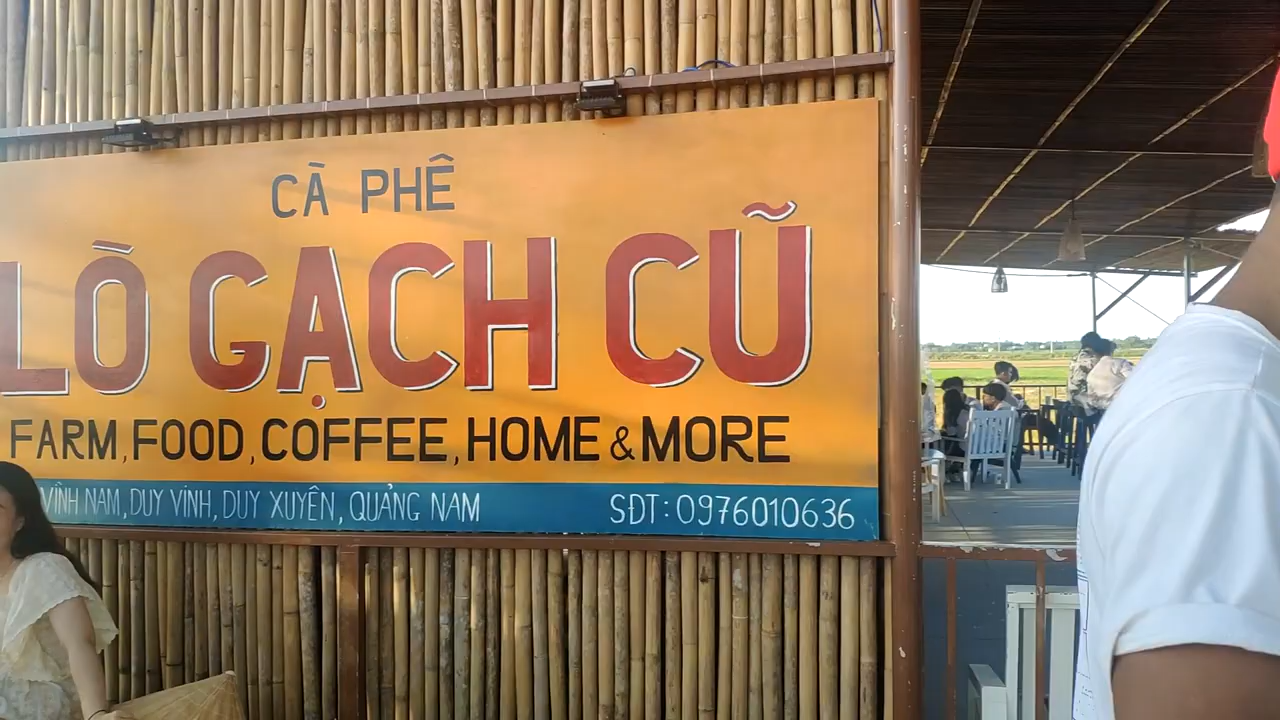 CÀ PHÊ
LÒ GẠCH CŨ
FARM, FOOD, COFFEE, HOME & MORE
VĨNH NAM, DUY VINH, DUY XUYÊN, QUẢNG NAM SĐT: 0976010636